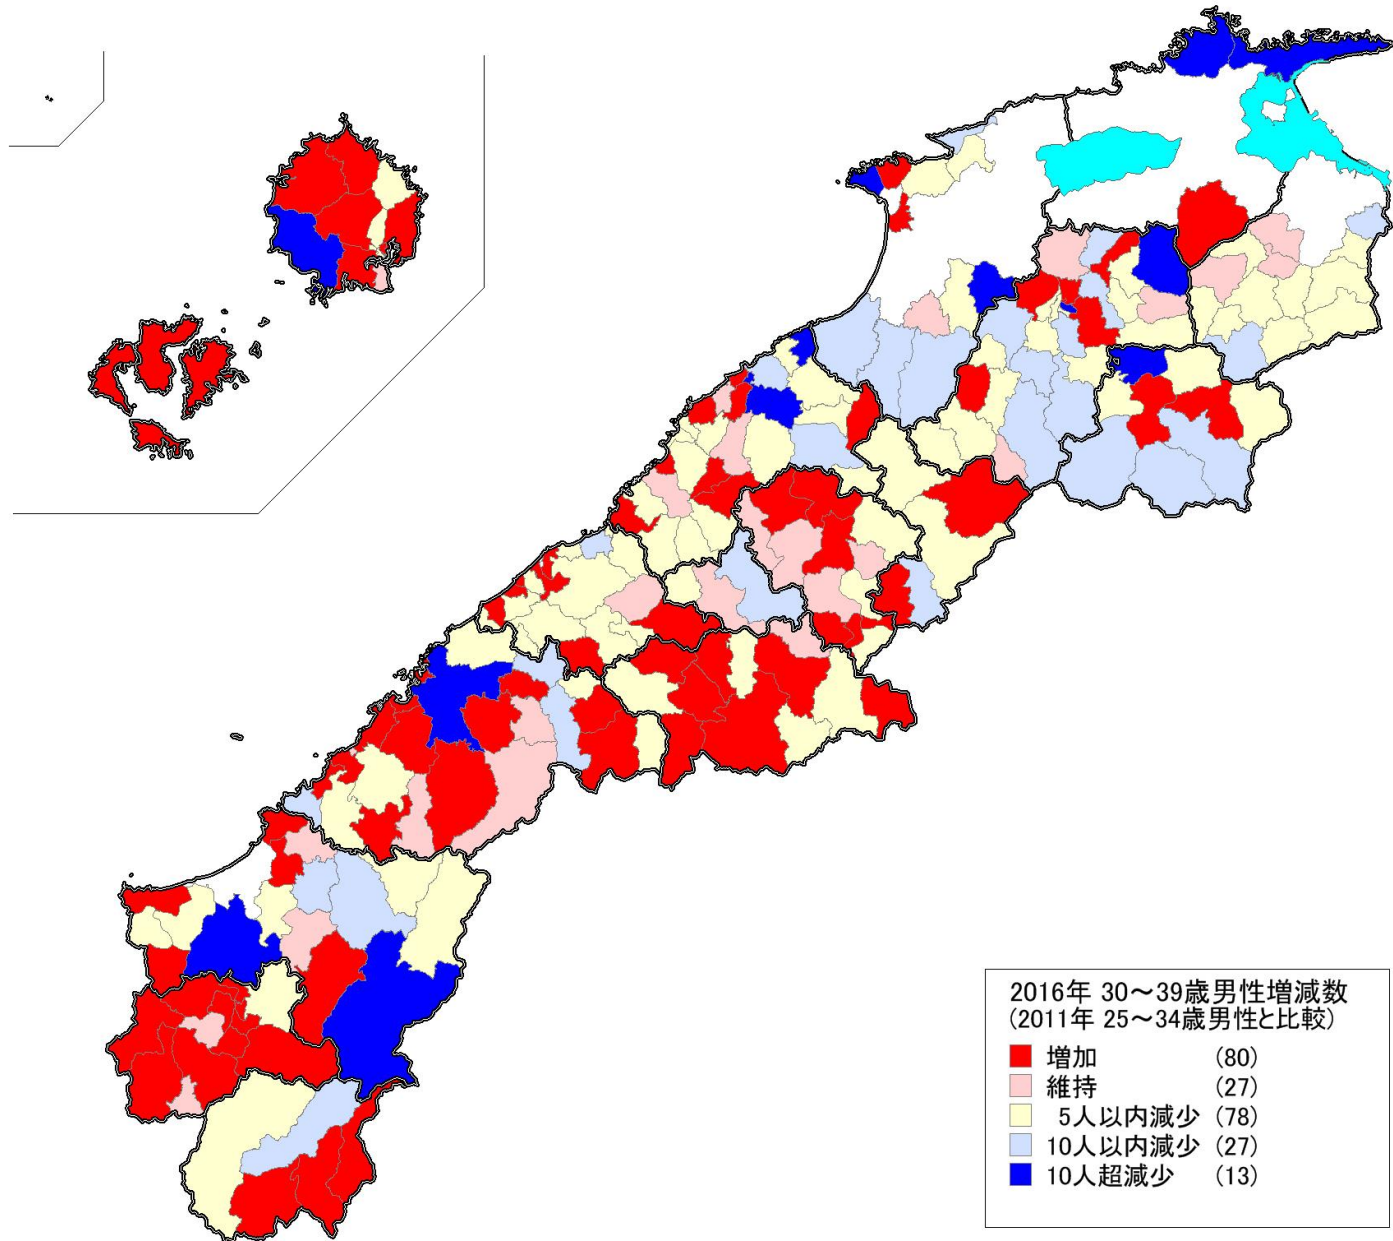 2016年 30～39歳男性増減数
(2011年 25～34歳男性と比較)
増加 (80)
維持 (27)
5人以内減少 (78)
10人以内減少 (27)
10人超減少 (13)